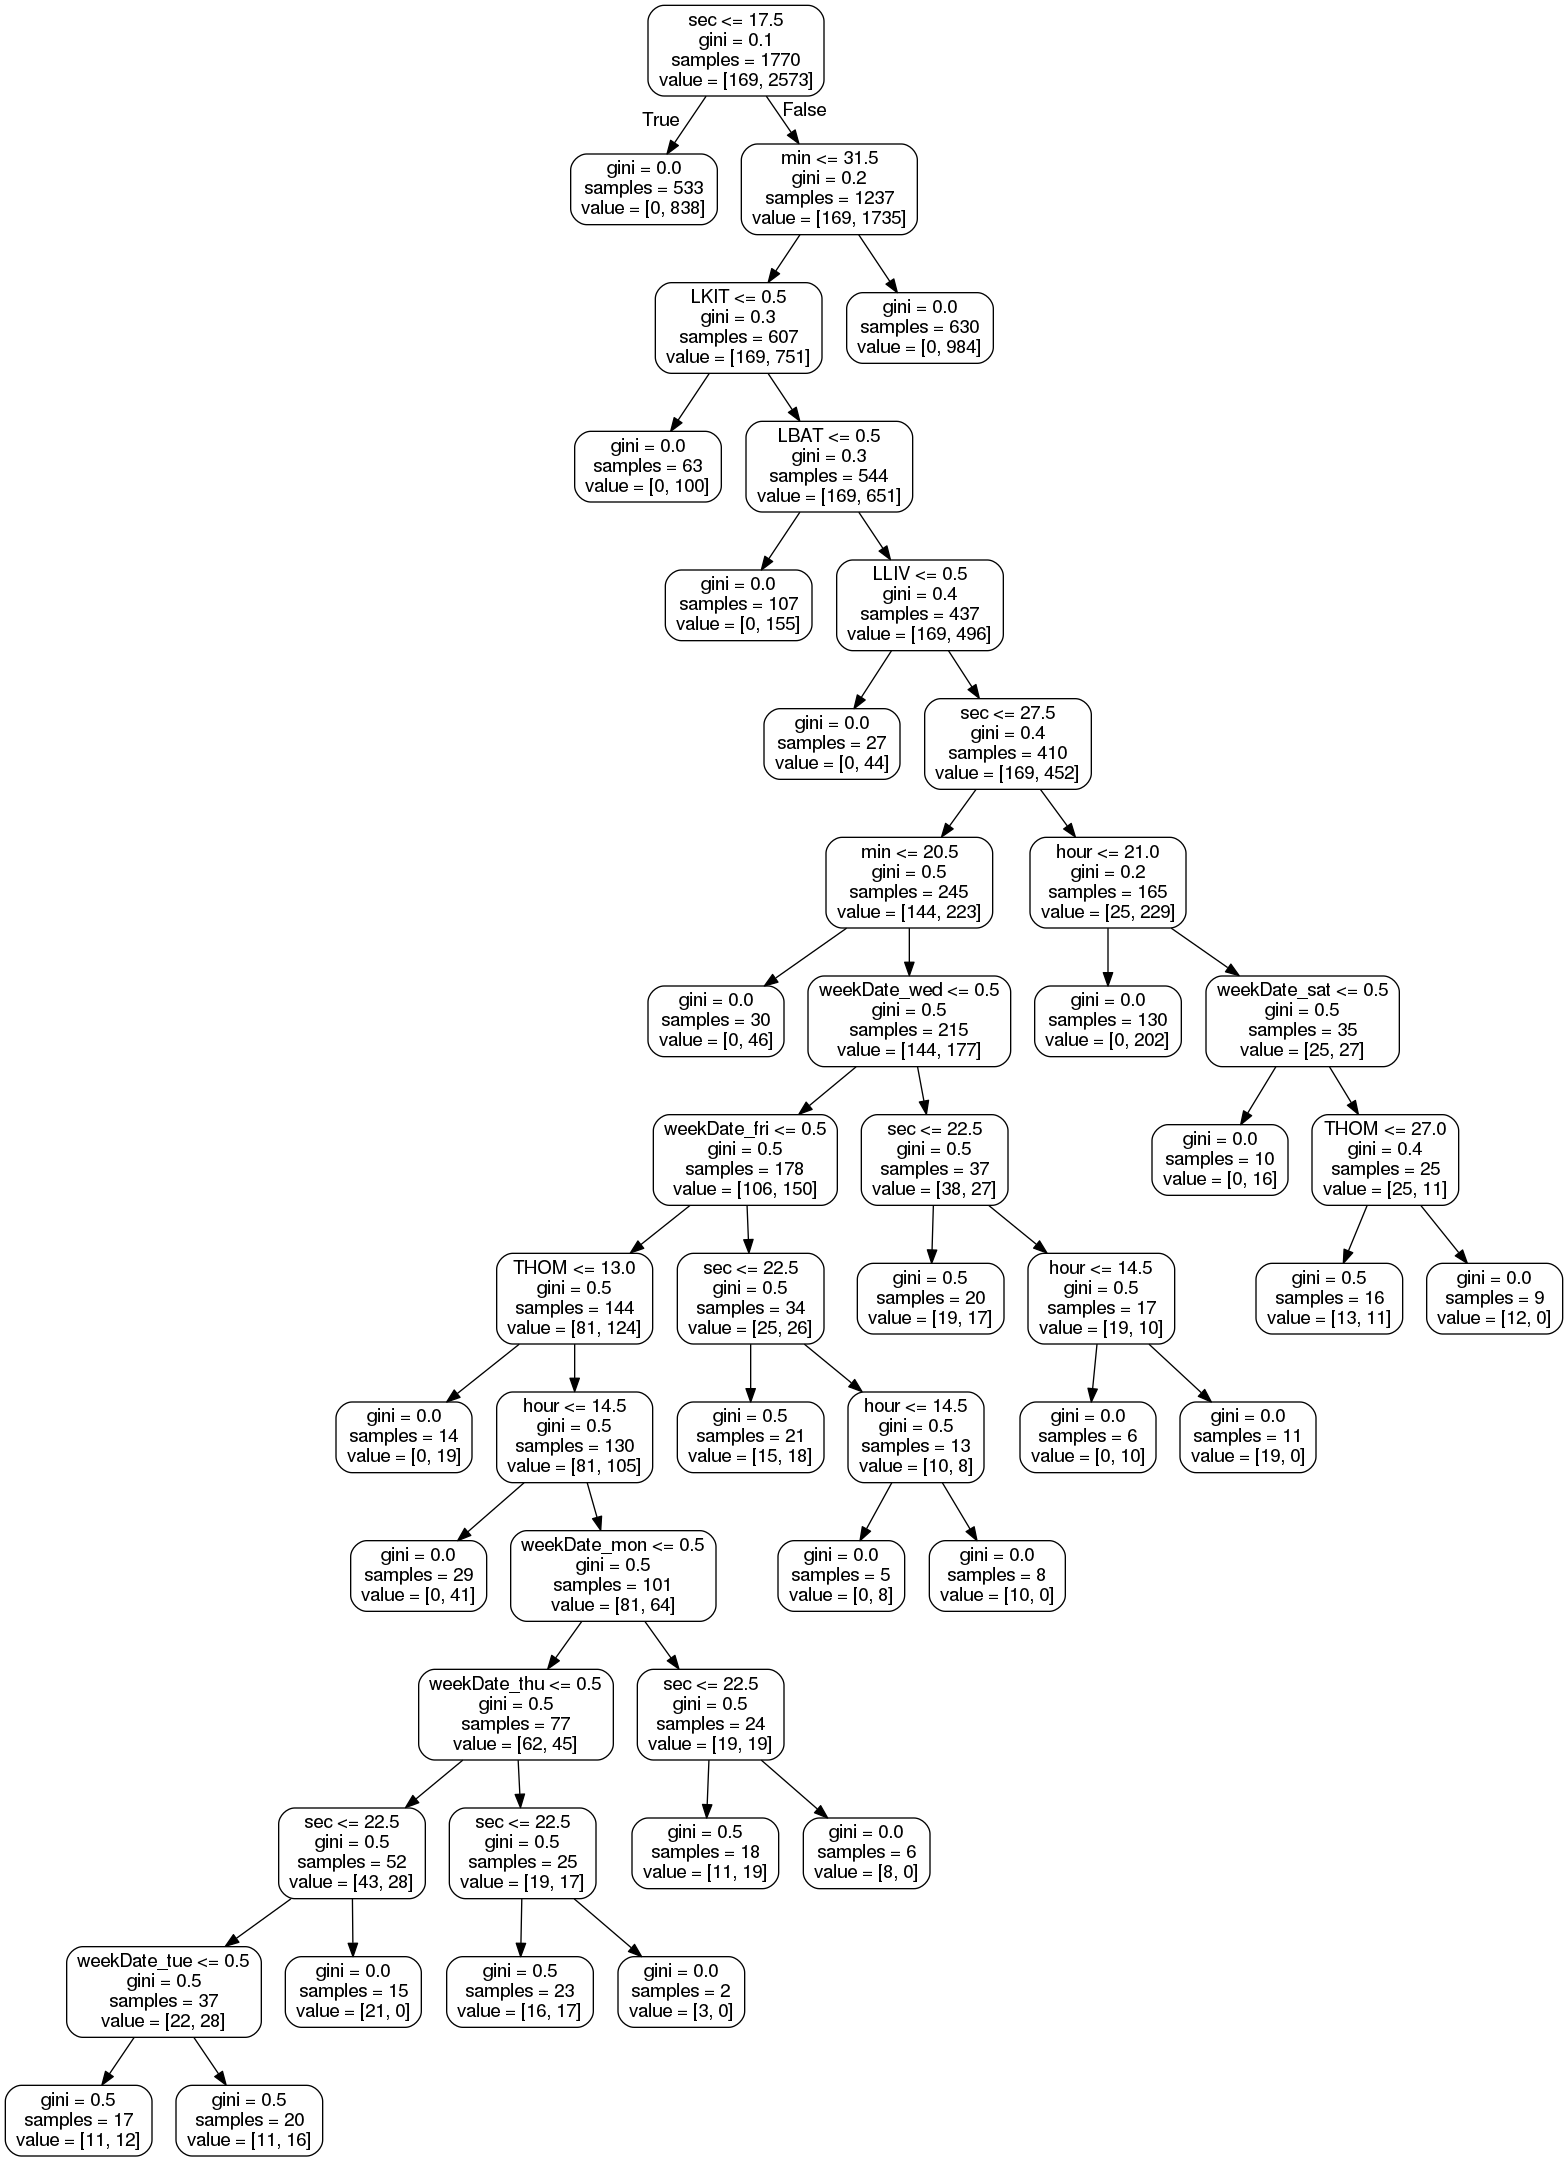 sec <= 17.5
gini = 0.1
samples = 1770
value = [169, 2573]
True
False
gini = 0.0
samples = 533
value = [0, 838]
min <= 31.5
gini = 0.2
samples = 1237
value = [169, 1735]
LKIT <= 0.5
gini = 0.3
samples = 607
value = [169, 751]
gini = 0.0
samples = 630
value = [0, 984]
gini = 0.0
samples = 63
value = [0, 100]
LBAT <= 0.5
gini = 0.3
samples = 544
value = [169, 651]
gini = 0.0
samples = 107
value = [0, 155]
LLIV <= 0.5
gini = 0.4
samples = 437
value = [169, 496]
gini = 0.0
samples = 27
value = [0, 44]
sec <= 27.5
gini = 0.4
samples = 410
value = [169, 452]
min <= 20.5
gini = 0.5
samples = 245
value = [144, 223]
hour <= 21.0
gini = 0.2
samples = 165
value = [25, 229]
gini = 0.0
samples = 30
value = [0, 46]
weekDate_wed <= 0.5
gini = 0.5
samples = 215
value = [144, 177]
gini = 0.0
samples = 130
value = [0, 202]
weekDate_sat <= 0.5
gini = 0.5
samples = 35
value = [25, 27]
weekDate_fri <= 0.5
gini = 0.5
samples = 178
value = [106, 150]
sec <= 22.5
gini = 0.5
samples = 37
value = [38, 27]
gini = 0.0
samples = 10
value = [0, 16]
THOM <= 27.0
gini = 0.4
samples = 25
value = [25, 11]
THOM <= 13.0
gini = 0.5
samples = 144
value = [81, 124]
sec <= 22.5
gini = 0.5
samples = 34
value = [25, 26]
gini = 0.5
samples = 20
value = [19, 17]
hour <= 14.5
gini = 0.5
samples = 17
value = [19, 10]
gini = 0.5
samples = 16
value = [13, 11]
gini = 0.0
samples = 9
value = [12, 0]
gini = 0.0
samples = 14
value = [0, 19]
hour <= 14.5
gini = 0.5
samples = 130
value = [81, 105]
gini = 0.5
samples = 21
value = [15, 18]
hour <= 14.5
gini = 0.5
samples = 13
value = [10, 8]
gini = 0.0
samples = 6
value = [0, 10]
gini = 0.0
samples = 11
value = [19, 0]
gini = 0.0
samples = 29
value = [0, 41]
weekDate_mon <= 0.5
gini = 0.5
samples = 101
value = [81, 64]
gini = 0.0
samples = 5
value = [0, 8]
gini = 0.0
samples = 8
value = [10, 0]
weekDate_thu <= 0.5
gini = 0.5
samples = 77
value = [62, 45]
sec <= 22.5
gini = 0.5
samples = 24
value = [19, 19]
sec <= 22.5
gini = 0.5
samples = 52
value = [43, 28]
sec <= 22.5
gini = 0.5
samples = 25
value = [19, 17]
gini = 0.5
samples = 18
value = [11, 19]
gini = 0.0
samples = 6
value = [8, 0]
weekDate_tue <= 0.5
gini = 0.5
samples = 37
value = [22, 28]
gini = 0.0
samples = 15
value = [21, 0]
gini = 0.5
samples = 23
value = [16, 17]
gini = 0.0
samples = 2
value = [3, 0]
gini = 0.5
samples = 17
value = [11, 12]
gini = 0.5
samples = 20
value = [11, 16]